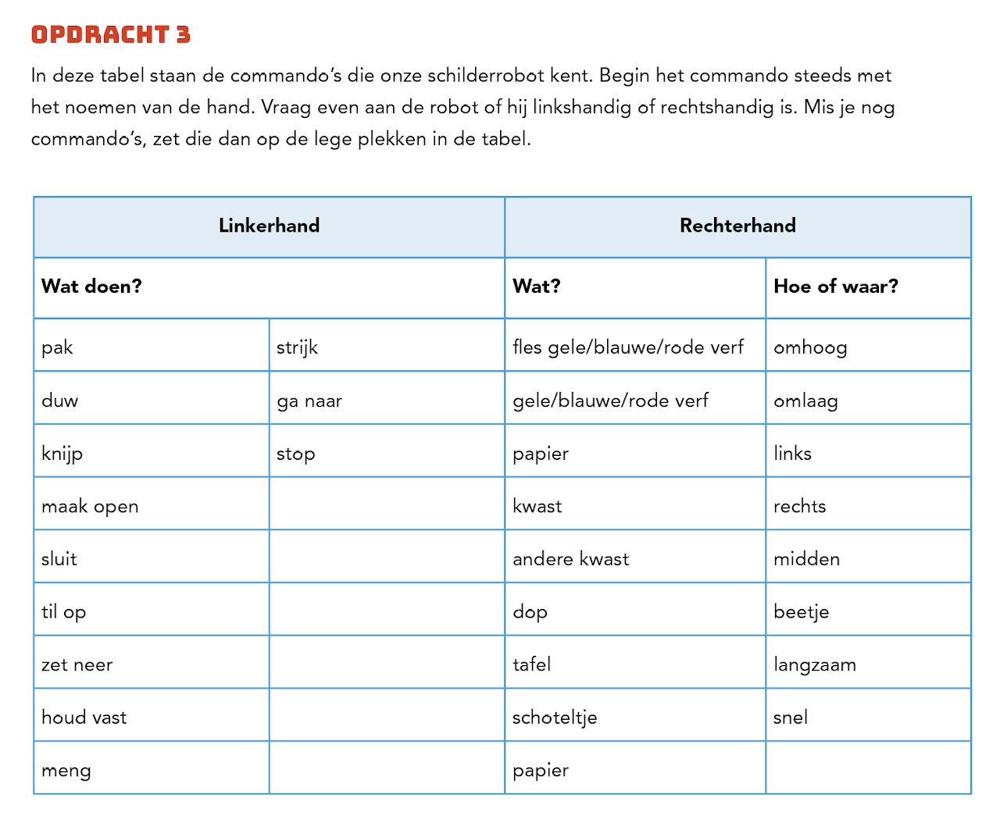 OPDRACHT 3
In deze tabel staan de commando's die onze schilderrobot kent. Begin het commando steeds met
het noemen van de hand. Vraag even aan de robot of hij linkshandig of rechtshandig is. Mis je nog
commando's, zet die dan op de lege plekken in de tabel.
Linkerhand Rechterhand
Wat doen? Wat? Hoe of waar?
pak strijk fles gele/blauwe/rode verf omhoog
duw ga naar gele/blauwe/rode verf omlaag
knijp stop papier links
maak open kwast rechts
sluit andere kwast midden
til op dop beetje
zet neer tafel langzaam
houd vast schoteltje snel
meng papier